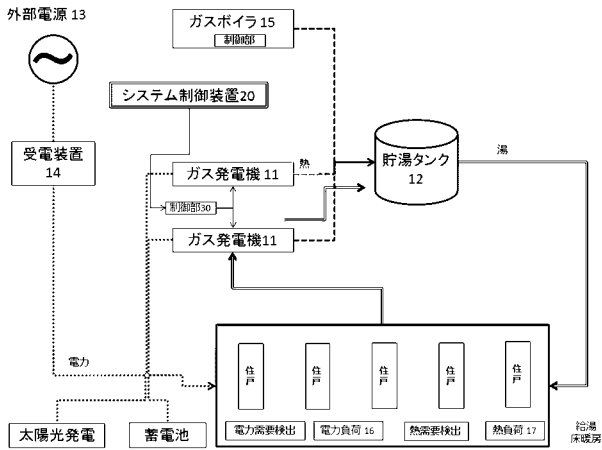 外部電源 13
ガスボイラ 15
制御部
システム制御装置20
受電装置
14
熱
ガス発電機 11
貯湯タンク
12
湯
制御部30
ガス発電機11
電力
住戸
住戸
住戸
住戸
住戸
電力需要検出
電力負荷 16
熱需要検出
熱負荷 17
給湯
床暖房
太陽光発電
蓄電池